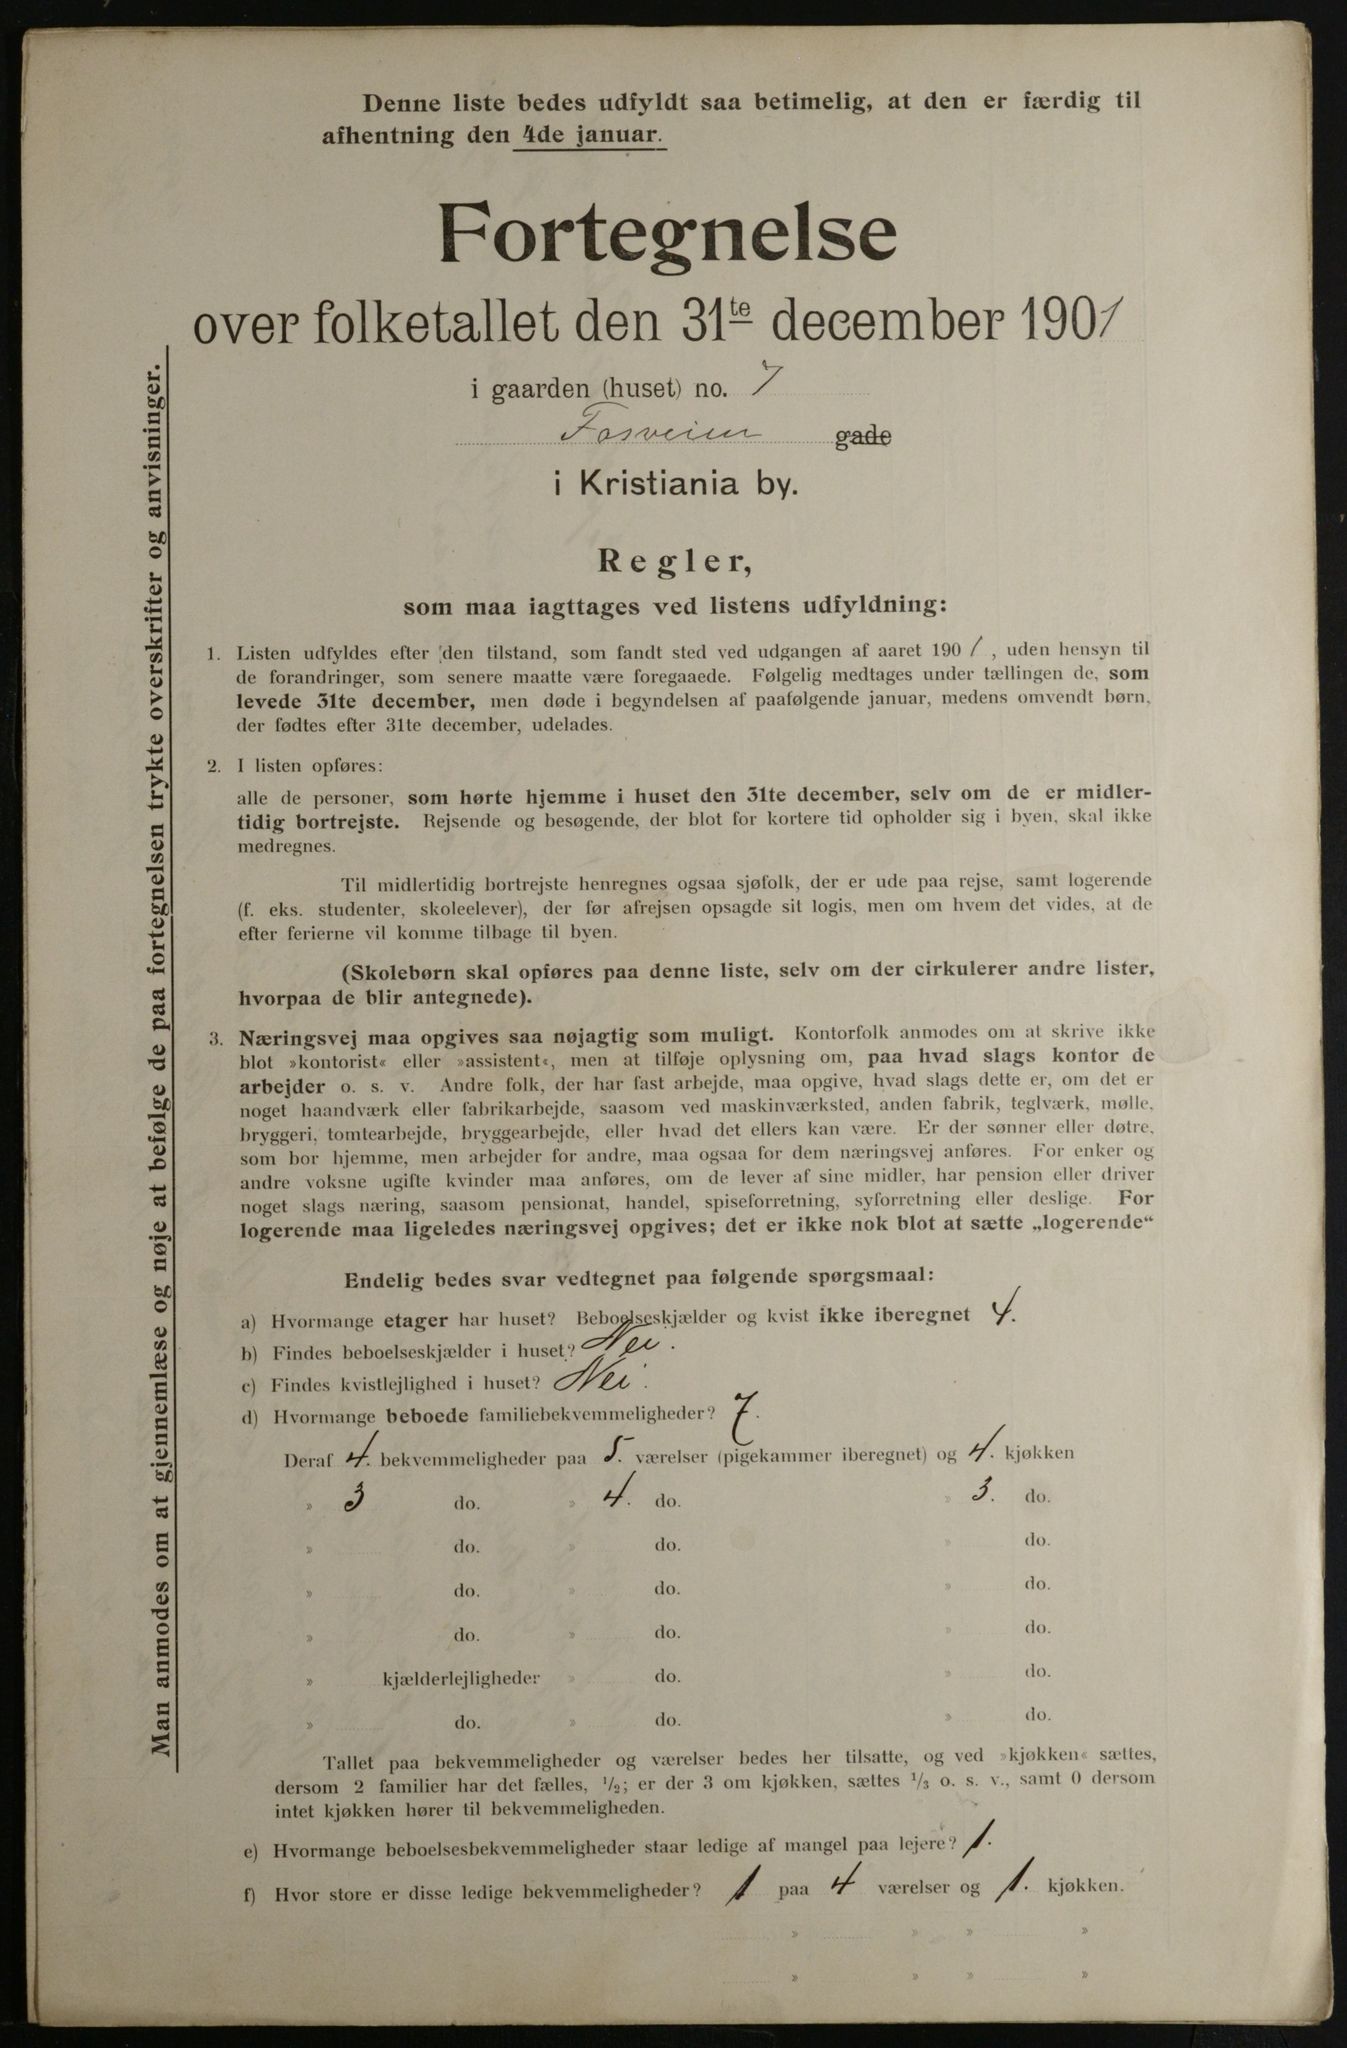 Denne liste bedes udfyldt saa betimelig, at den er færdig til
afhentning den 4de januar.
Fortegnelse
over folketallet den 31te december 1901
i gaarden (huset) no. 7
Fosveien gade
i Kristiania by.
Regler,
som maa iagttages ved listens udfyldning:
1. Listen udfyldes efter den tilstand, som fandt sted ved udgangen af aaret 1901, uden hensyn til
de forandringer, som senere maatte være foregaaede. Følgelig medtages under tællingen de, som
levede 31te december, men døde i begyndelsen af paafølgende januar, medens omvendt børn,
der fødtes efter 31te december, udelades.
2. I listen opføres:
alle de personer, som hørte hjemme i huset den 31te december, selv om de er midler-
tidig bortrejste. Rejsende og besøgende, der blot for kortere tid opholder sig i byen, skal ikke
medregnes.
Til midlertidig bortrejste henregnes ogsaa sjøfolk, der er ude paa rejse, samt logerende
(f. eks. studenter, skoleelever), der før afrejsen opsagde sit logis, men om hvem det vides, at de
efter ferierne vil komme tilbage til byen.
(Skolebørn skal opføres paa denne liste, selv om der cirkulerer andre lister,
hvorpaa de blir antegnede).
3. Næringsvej maa opgives saa nøjagtig som muligt. Kontorfolk anmodes om at skrive ikke
blot »kontorist« eller »assistent«, men at tilføje oplysning om, paa hvad slags kontor de
arbejder o. s. v. Andre folk, der har fast arbejde, maa opgive, hvad slags dette er, om det er
noget haandværk eller fabrikarbejde, saasom ved maskinværksted, anden fabrik, teglværk, mølle,
bryggeri, tomtearbejde, bryggearbejde, eller hvad det ellers kan være. Er der sønner eller døtre,
som bor hjemme, men arbejder for andre, maa ogsaa for dem næringsvej anføres. For enker og
andre voksne ugifte kvinder maa anføres, om de lever af sine midler, har pension eller driver
noget slags næring, saasom pensionat, handel, spiseforretning, syforretning eller deslige. For
logerende maa ligeledes næringsvej opgives; det er ikke nok blot at sætte „logerende“
Endelig bedes svar vedtegnet paa følgende spørgsmaal:
a) Hvormange etager har huset? Beboelseskjælder og kvist ikke iberegnet 4.
b) Findes beboelseskjælder i huset? Nei.
c) Findes kvistlejlighed i huset? Nei.
d) Hvormange beboede familiebekvemmeligheder? 7.
Deraf 4. bekvemmeligheder paa 5. værelser (pigekammer iberegnet) og 4. kjøkken
» 3 do. » 4. do. » 3. do.
» do. » do. » do.
» do. » do. » do.
» do. » do. » do.
» kjælderlejligheder » do. » do.
» do. » do. » do.
Tallet paa bekvemmeligheder og værelser bedes her tilsatte, og ved »kjøkken« sættes,
dersom 2 familier har det fælles, 1/2; er der 3 om kjøkken, sættes 1/3 o. s. v., samt 0 dersom
intet kjøkken hører til bekvemmeligheden.
e) Hvormange beboelsesbekvemmeligheder staar ledige af mangel paa lejere? 1.
f) Hvor store er disse ledige bekvemmeligheder? 1 paa 4 værelser og 1. kjøkken.
» » » »
» » » »
Man anmodes om at gjennemlæse og nøje at befølge de paa fortegnelsen trykte overskrifter og anvisninger.